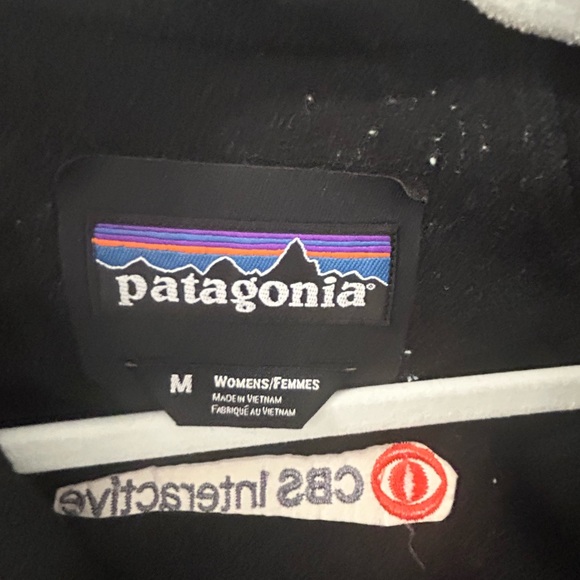 patagonia®
M WOMENS/FEMMES
MADE IN VIETNAM
FABRIQUÉ AU VIETNAM
CBS Interactive